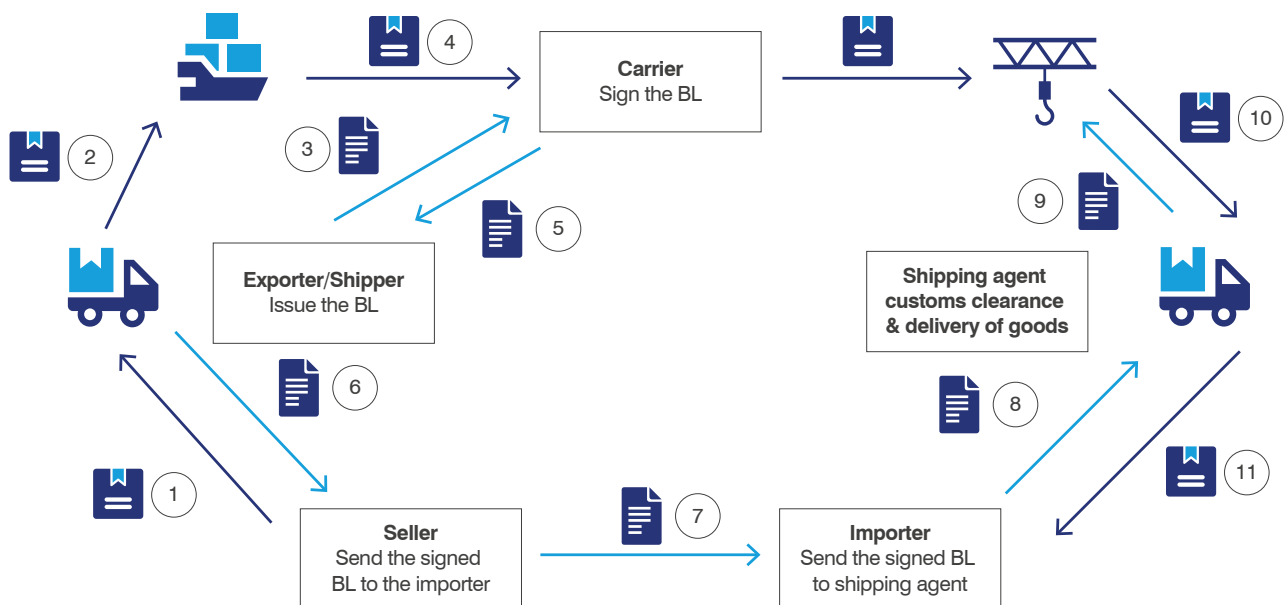 4
Carrier
Sign the BL
2
3
10
5
9
Exporter/Shipper
Issue the BL
Shipping agent
customs clearance
& delivery of goods
6
8
1
11
7
Seller
Send the signed
BL to the importer
Importer
Send the signed BL
to shipping agent